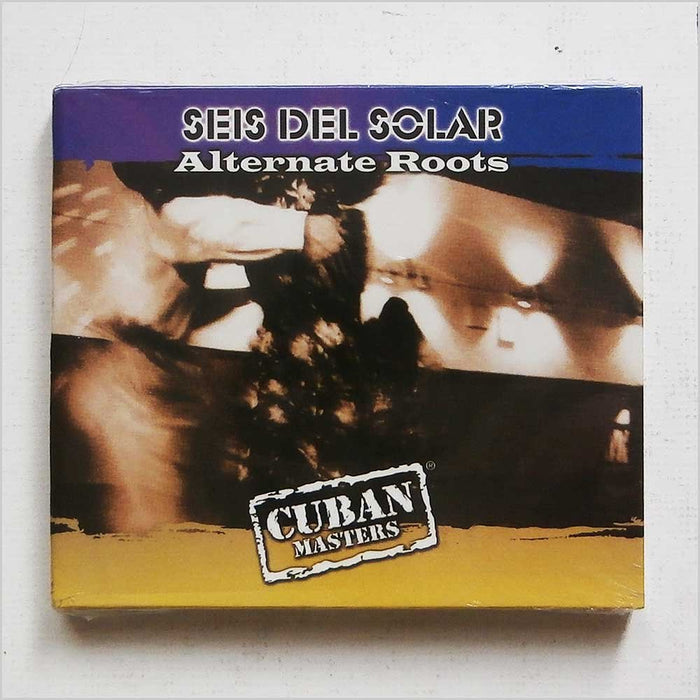 SEIS DEL SOLAR
Alternate Roots
CUBAN ®
MASTERS